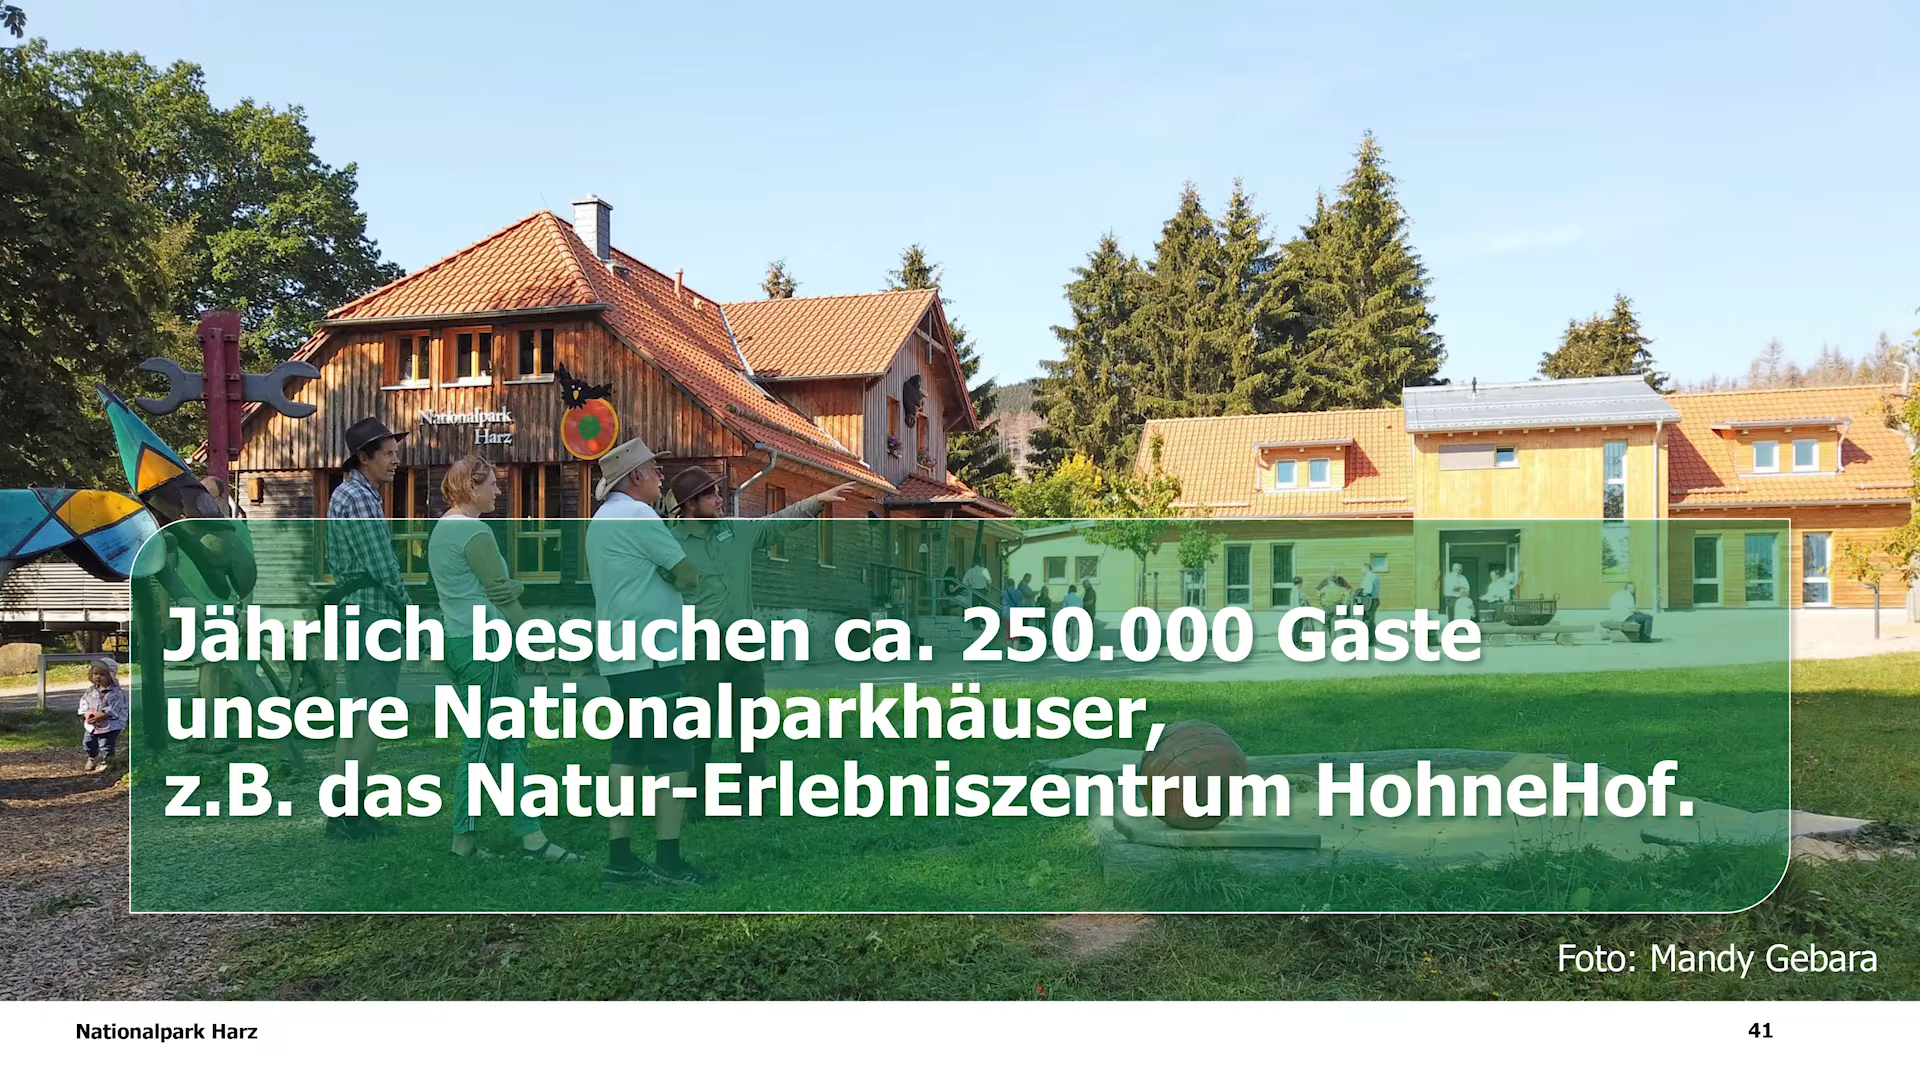 Nationalpark
Harz
Jährlich besuchen ca. 250.000 Gäste
unsere Nationalparkhäuser,
z.B. das Natur-Erlebniszentrum HohneHof.
Foto: Mandy Gebara
Nationalpark Harz
41